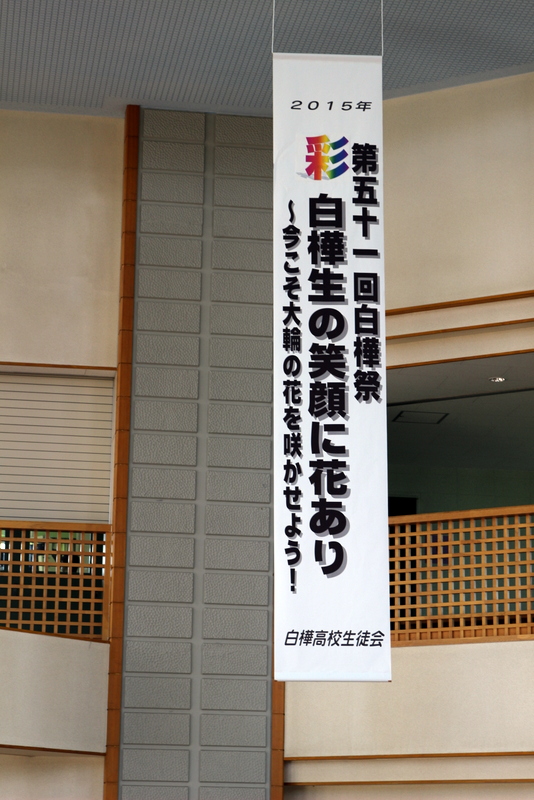 2015年
第五十一回白樺祭
彩
白樺生の笑顔に花あり
～今こそ大輪の花を咲かせよう！
白樺高校生徒会